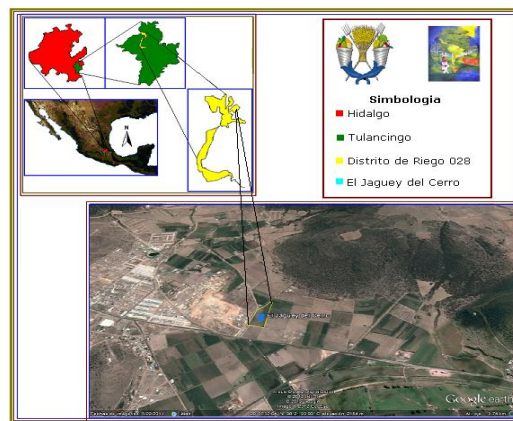 N
Simbologia
Hidalgo
Tulancingo
Distrito de Riego 028
El Jaguey del Cerro
El Jaguey del Cerro
Google earth